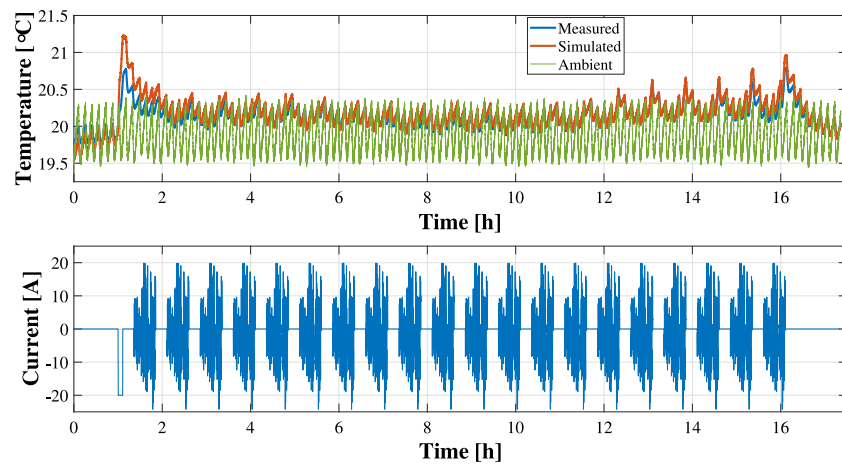 Temperature [°C]
21.5
21
20.5
20
19.5
Measured
Simulated
Ambient
0 2 4 6 8 10 12 14 16
Time [h]
Current [A]
20
10
0
-10
-20
0 2 4 6 8 10 12 14 16
Time [h]